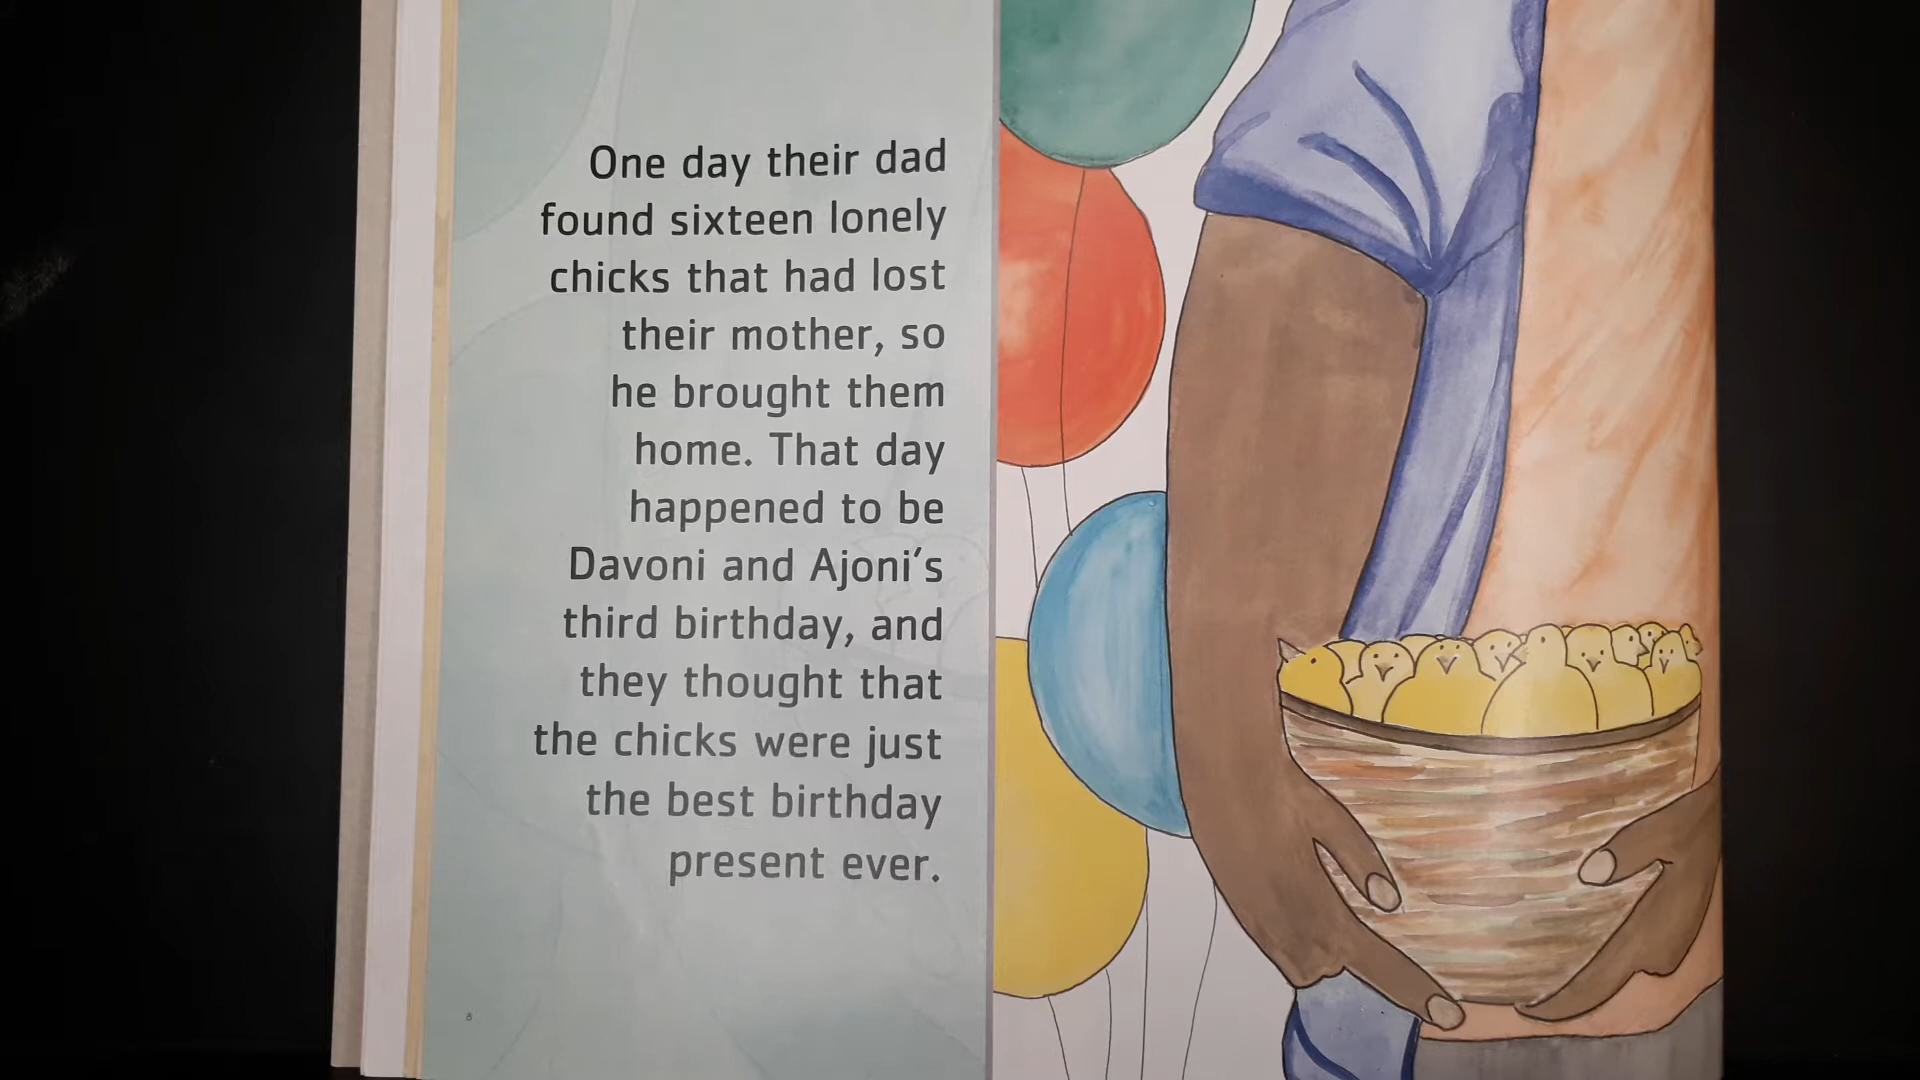 One day their dad
found sixteen lonely
chicks that had lost
their mother, so
he brought them
home. That day
happened to be
Davoni and Ajoni's
third birthday, and
they thought that
the chicks were just
the best birthday
present ever.
8